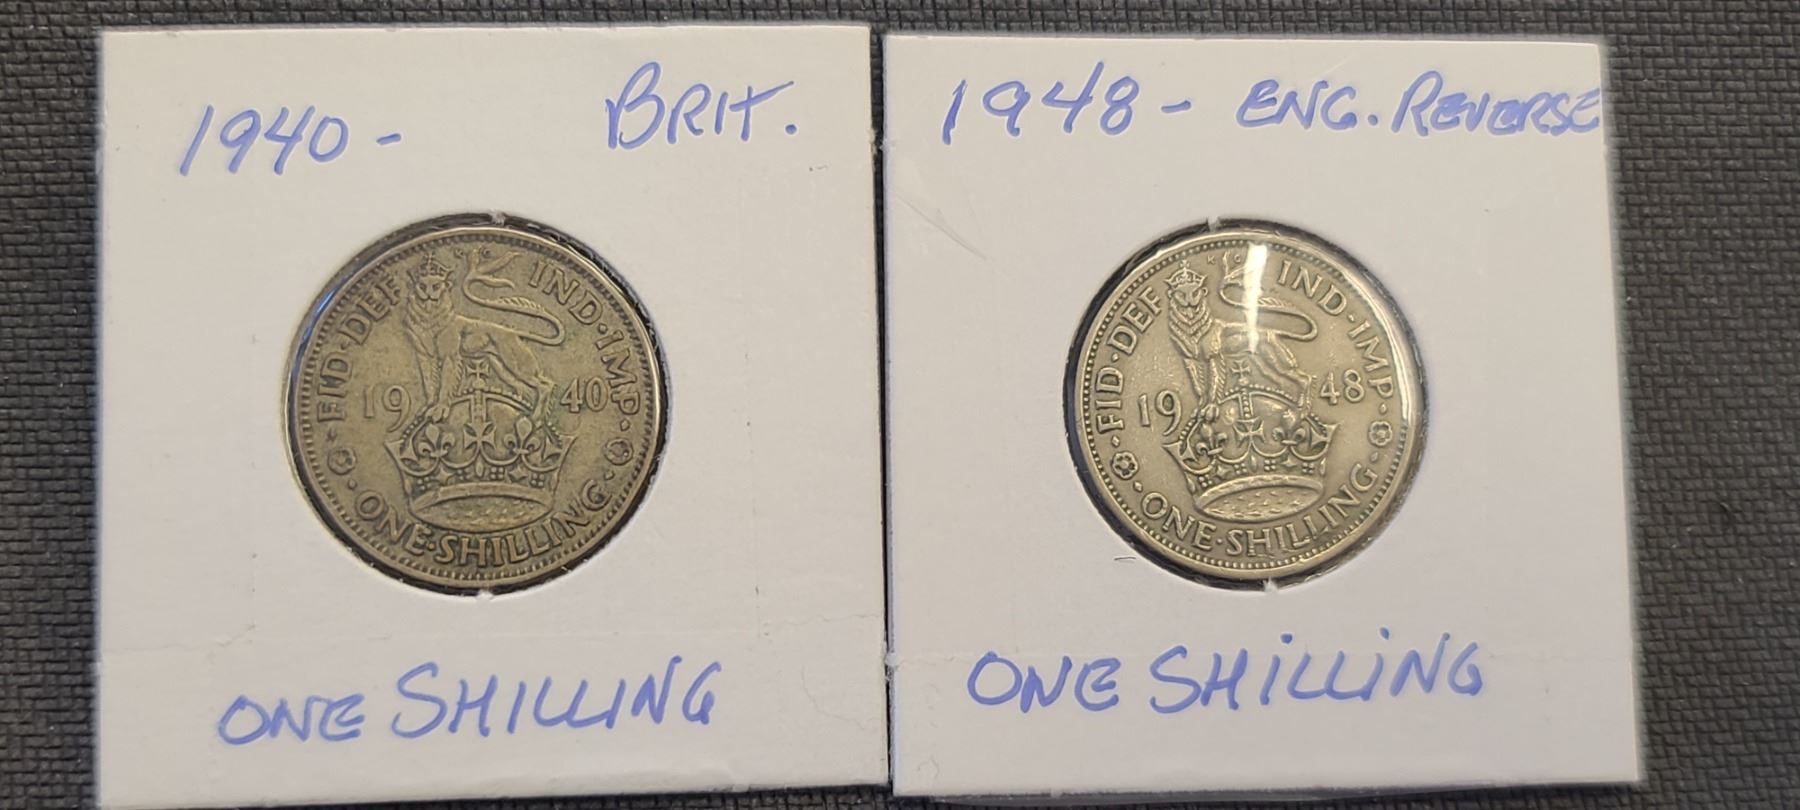 1940 - BRIT.
FID·DEF IND·IMP·
19 40
·ONE·SHILLING·
ONE SHILLING
1948 - ENG. REVERSE
FID·DEF IND·IMP·
K G
19 48
·ONE·SHILLING·
ONE SHILLING